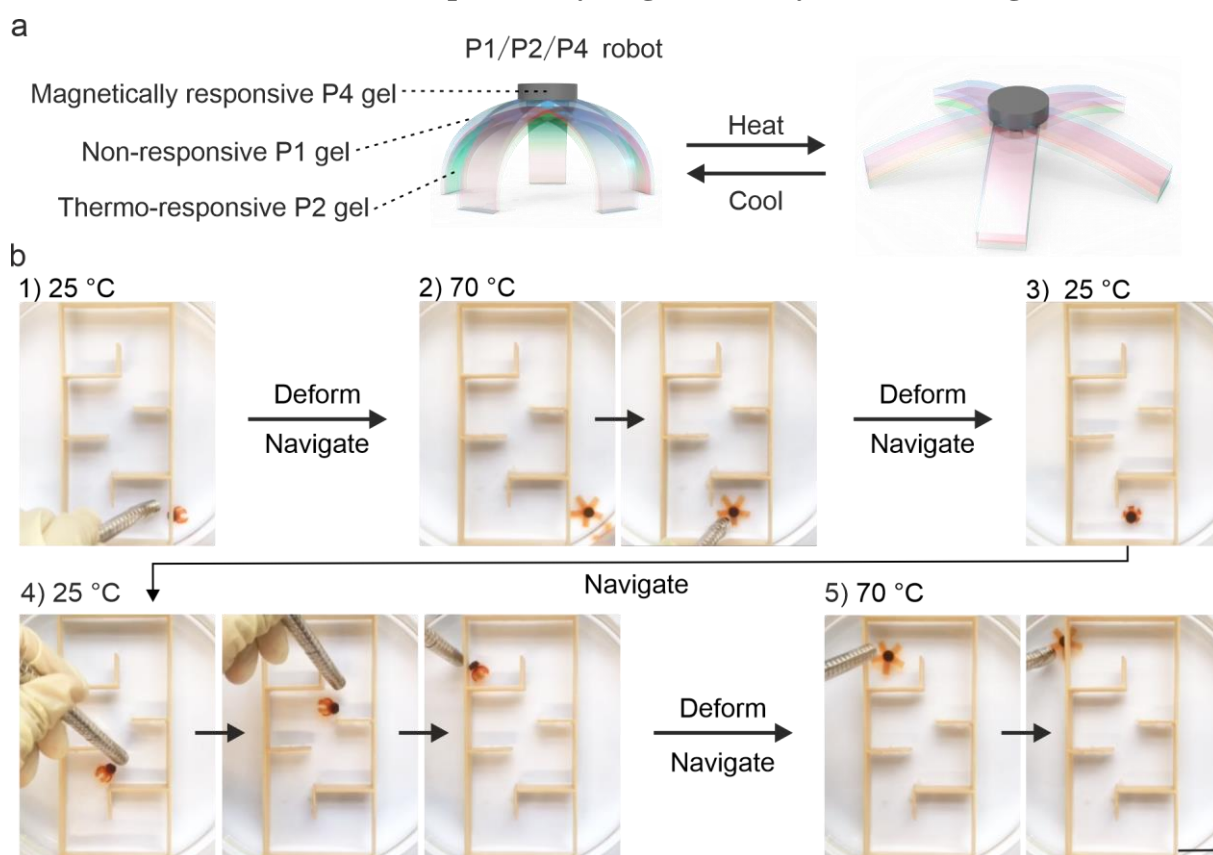 a
P1/P2/P4 robot
Magnetically responsive P4 gel
Non-responsive P1 gel
Thermo-responsive P2 gel
Heat
Cool
b
1) 25 °C
2) 70 °C
3) 25 °C
Deform
Navigate
Deform
Navigate
Navigate
4) 25 °C
5) 70 °C
Deform
Navigate